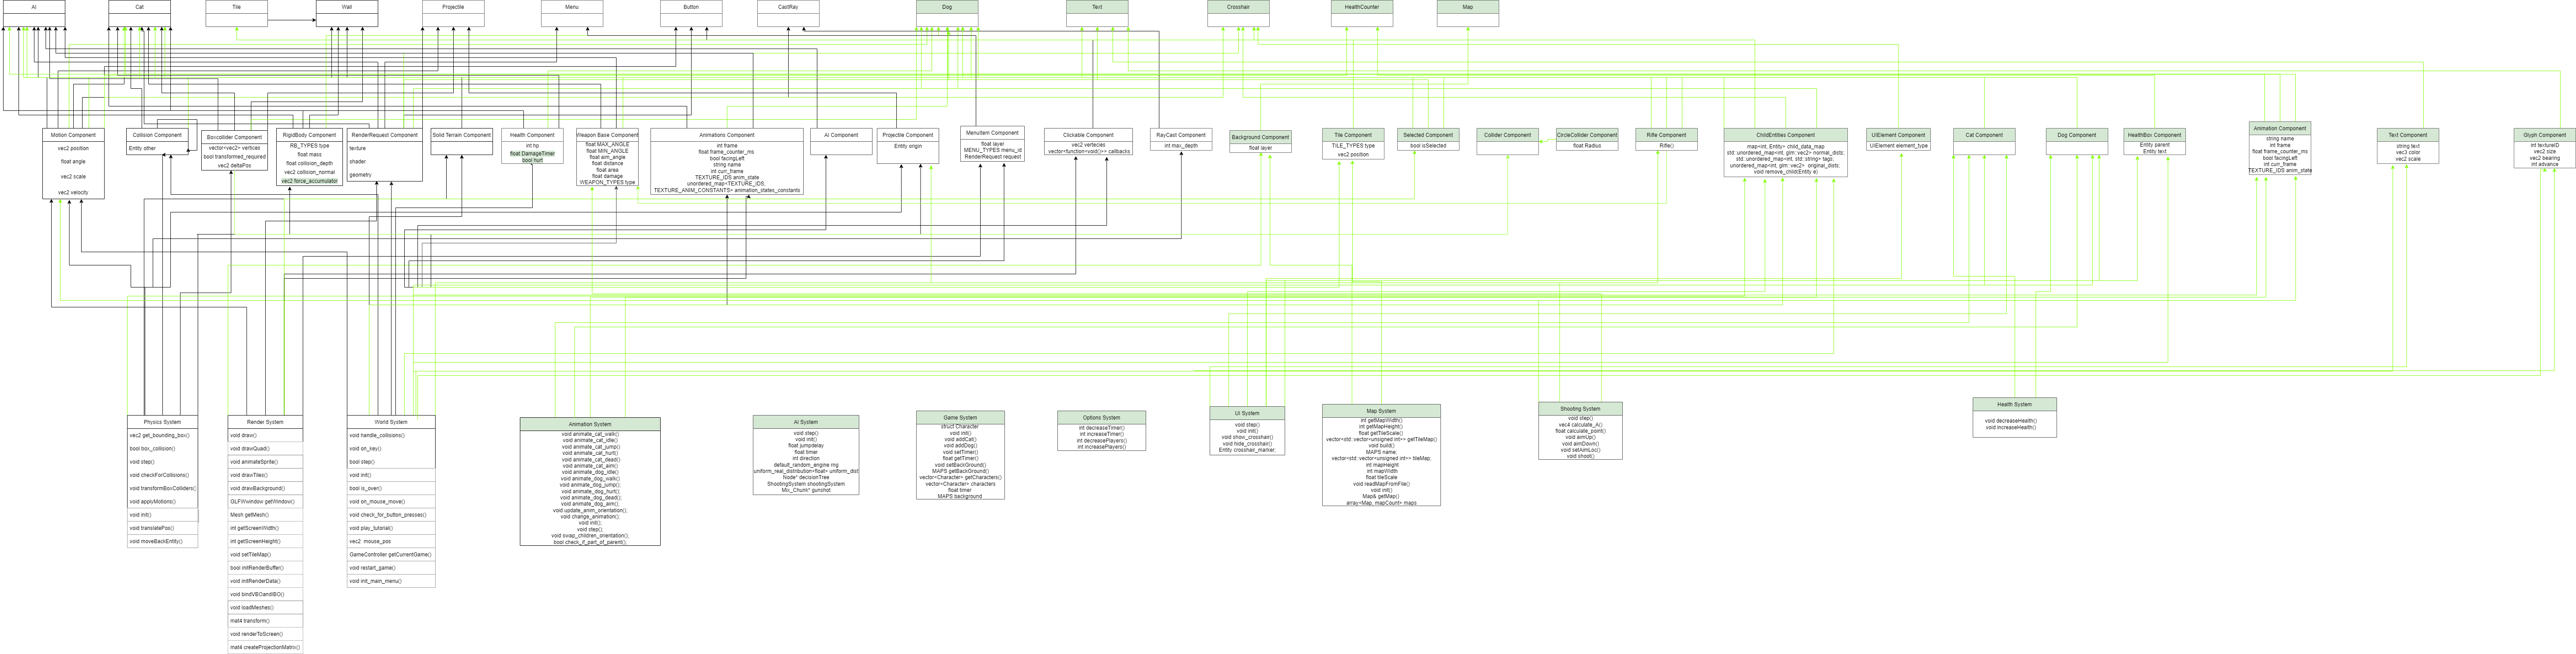 AI
Cat
Tile
Wall
Projectile
Menu
Button
CastRay
Dog
Text
Crosshair
HealthCounter
Map
Motion Component
vec2 position
float angle
vec2 scale
vec2 velocity
Collision Component
Entity other
Boxcollider Component
vector<vec2> vertices
bool transformed_required
vec2 deltaPos
RigidBody Component
RB_TYPES type
float mass
float collision_depth
vec2 collision_normal
vec2 force_accumulator
RenderRequest Component
texture
shader
geometry
Solid Terrain Component
Health Component
int hp
float DamageTimer
bool hurt
Weapon Base Component
float MAX_ANGLE
float MIN_ANGLE
float aim_angle
float distance
float area
float damage
WEAPON_TYPES type
Animations Component
int frame
float frame_counter_ms
bool facingLeft
string name
int curr_frame
TEXTURE_IDS anim_state
unordered_map<TEXTURE_IDS,
TEXTURE_ANIM_CONSTANTS> animation_states_constants
AI Component
Projectile Component
Entity origin
MenuItem Component
float layer
MENU_TYPES menu_id
RenderRequest request
Clickable Component
vec2 vertecies
vector<function<void()>> callbacks
RayCast Component
int max_depth
Background Component
float layer
Tile Component
TILE_TYPES type
vec2 position
Selected Component
bool isSelected
Collider Component
CircleCollider Component
float Radius
Rifle Component
Rifle()
ChildEntities Component
map<int, Entity> child_data_map
std::unordered_map<int, glm::vec2> normal_dists;
std::unordered_map<int, std::string> tags;
unordered_map<int, glm::vec2> original_dists;
void remove_child(Entity e)
UIElement Component
UIElement element_type
Cat Component
Dog Component
HealthBox Component
Entity parent
Entity text
Animation Component
string name
int frame
float frame_counter_ms
bool facingLeft
int curr_frame
TEXTURE_IDS anim_state
Text Component
string text
vec3 color
vec2 scale
Glyph Component
int textureID
vec2 size
vec2 bearing
int advance
Physics System
vec2 get_bounding_box()
bool box_collision()
void step()
void checkForCollisions()
void transformBoxColliders()
void applyMotions()
void init()
void translatePos()
void moveBackEntity()
Render System
void draw()
void drawQuad()
void animateSprite()
void drawTiles()
void drawBackground()
GLFWwindow getWindow()
Mesh getMesh()
int getScreenWidth()
int getScreenHeight()
void setTileMap()
bool initRenderBuffer()
void initRenderData()
void bindVBOandIBO()
void loadMeshes()
mat4 transform()
void renderToScreen()
mat4 createProjectionMatrix()
World System
void handle_collisions()
void on_key()
bool step()
void init()
bool is_over()
void on_mouse_move()
void check_for_button_presses()
void play_tutorial()
vec2 mouse_pos
GameController getCurrentGame()
void restart_game()
void init_main_menu()
Animation System
void animate_cat_walk()
void animate_cat_idle()
void animate_cat_jump()
void animate_cat_hurt()
void animate_cat_dead()
void animate_cat_aim()
void animate_dog_idle()
void animate_dog_walk()
void animate_dog_jump();
void animate_dog_hurt();
void animate_dog_dead();
void animate_dog_aim();
void update_anim_orientation();
void change_animation();
void init();
void step();
void swap_children_orientation();
bool check_if_part_of_parent();
AI System
void step()
void init()
float jumpdelay
float timer
int direction
default_random_engine rng
uniform_real_distribution<float> uniform_dist
Node* decisionTree
ShootingSystem shootingSystem
Mix_Chunk* gunshot
Game System
struct Character
void init()
void addCat()
void addDog()
void setTimer()
float getTimer()
void setBackGround()
MAPS getBackGround()
vector<Character> getCharacters()
vector<Character> characters
float timer
MAPS background
Options System
int decreaseTimer()
int increaseTimer()
int decreasePlayers()
int increasePlayers()
UI System
void step()
void init()
void show_crosshair()
void hide_crosshair()
Entity crosshair_marker;
Map System
int getMapWidth()
int getMapHeight()
float getTileScale()
vector<std::vector<unsigned int>> getTileMap()
void build()
MAPS name;
vector<std::vector<unsigned int>> tileMap;
int mapHeight
int mapWidth
float tileScale
void readMapFromFile()
void init()
Map& getMap()
array<Map, mapCount> maps
Shooting System
void step()
vec4 calculate_A()
float calculate_point()
void aimUp()
void aimDown()
void setAimLoc()
void shoot()
Health System
void decreaseHealth()
void increaseHealth()